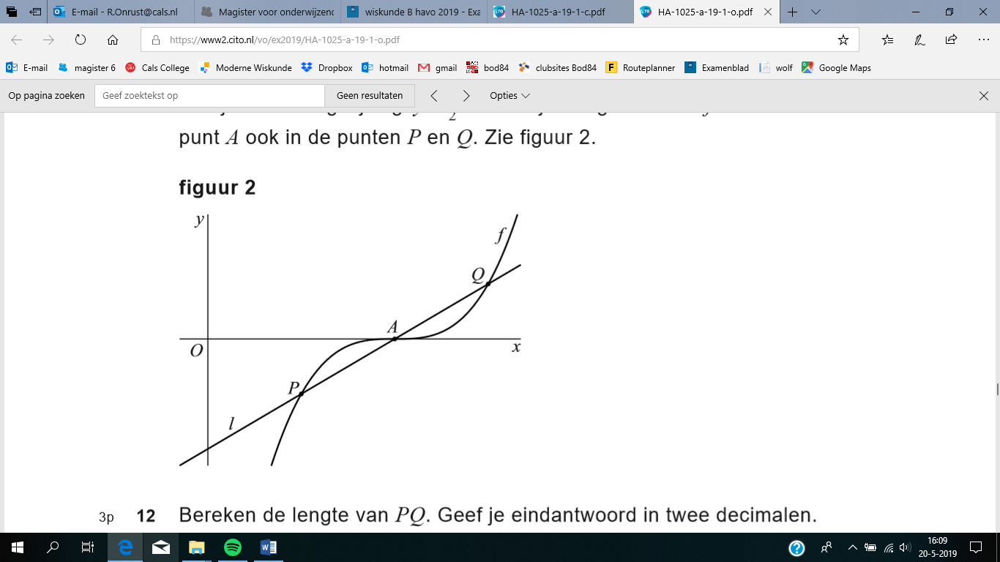 E-mail - R.Onrust@cals.nl
Magister voor onderwijzenc
wiskunde B havo 2019 - Exa
HA-1025-a-19-1-c.pdf
HA-1025-a-19-1-o.pdf
https://www2.cito.nl/vo/ex2019/HA-1025-a-19-1-o.pdf
E-mail magister 6 Cals College Moderne Wiskunde Dropbox hotmail gmail bod84 clubsites Bod84 Routeplanner Examenblad wolf Google Maps
Op pagina zoeken Geef zoektekst op Geen resultaten Opties
punt A ook in de punten P en Q. Zie figuur 2.
figuur 2
y
f
Q
A
O
x
P
l
3p 12 Bereken de lengte van PQ. Geef je eindantwoord in twee decimalen.
16:09
20-5-2019